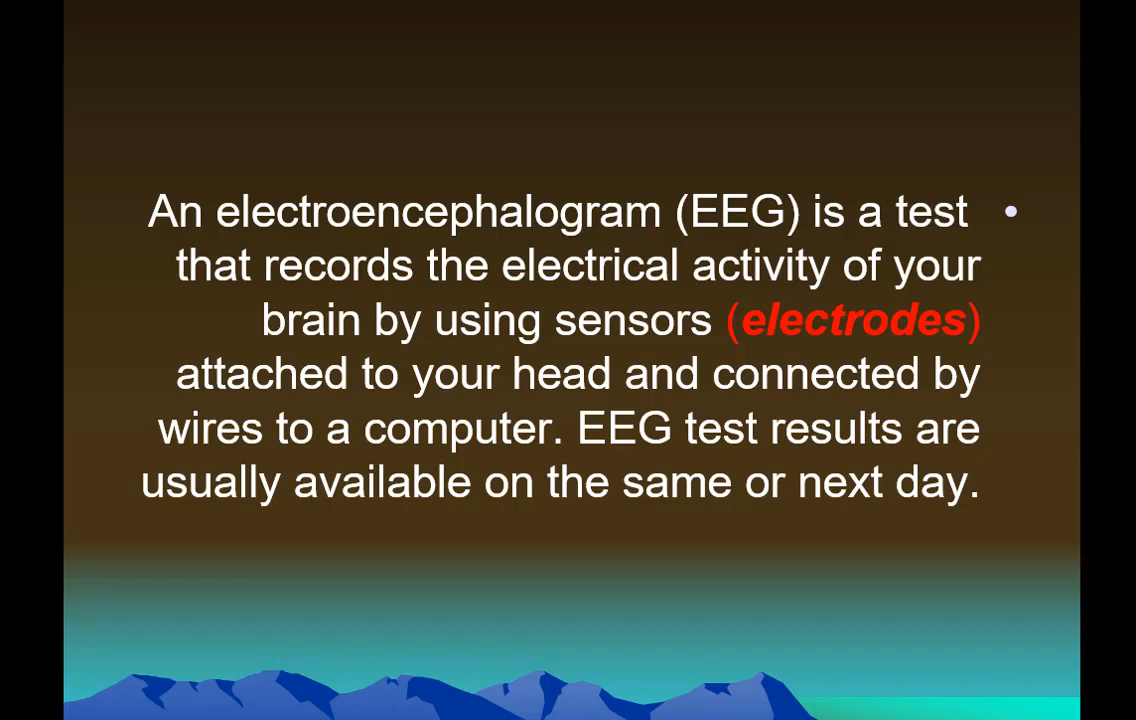 • An electroencephalogram (EEG) is a test
that records the electrical activity of your
brain by using sensors (electrodes)
attached to your head and connected by
wires to a computer. EEG test results are
usually available on the same or next day.